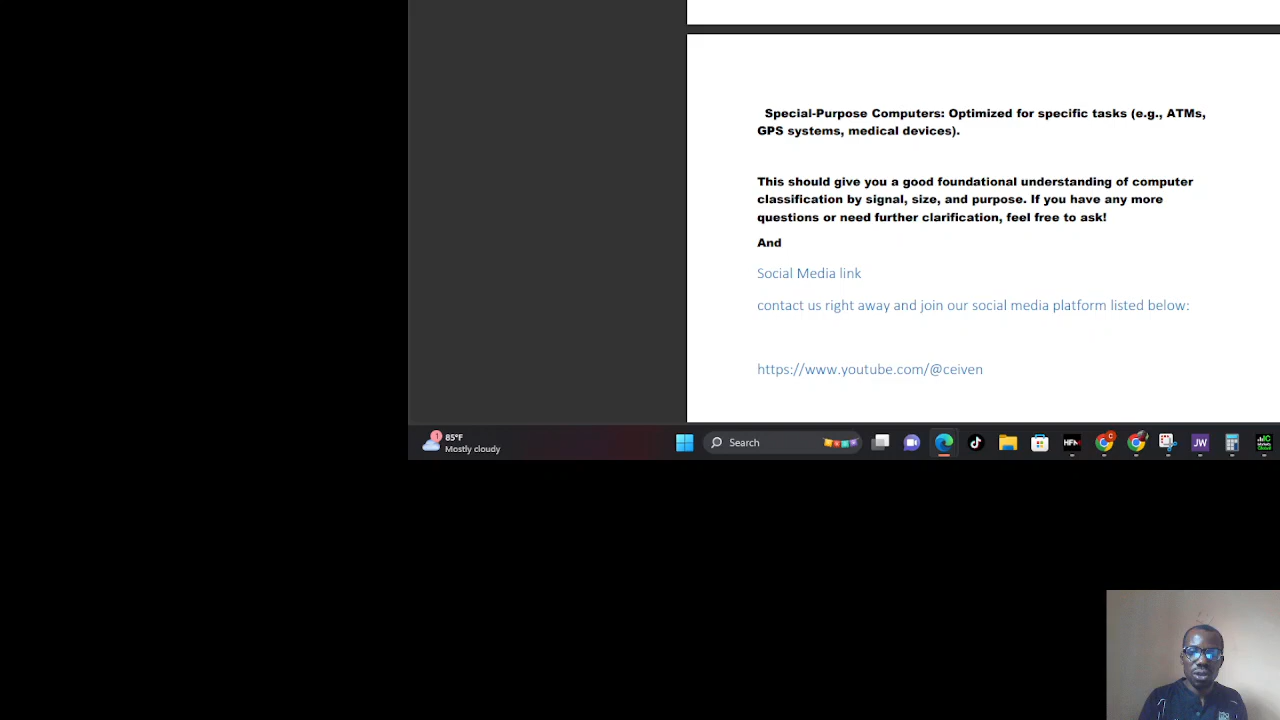 Special-Purpose Computers: Optimized for specific tasks (e.g., ATMs,
GPS systems, medical devices).
This should give you a good foundational understanding of computer
classification by signal, size, and purpose. If you have any more
questions or need further clarification, feel free to ask!
And
Social Media link
contact us right away and join our social media platform listed below:
https://www.youtube.com/@ceiven
1
85°F
Mostly cloudy
Search
HFM
C
JW